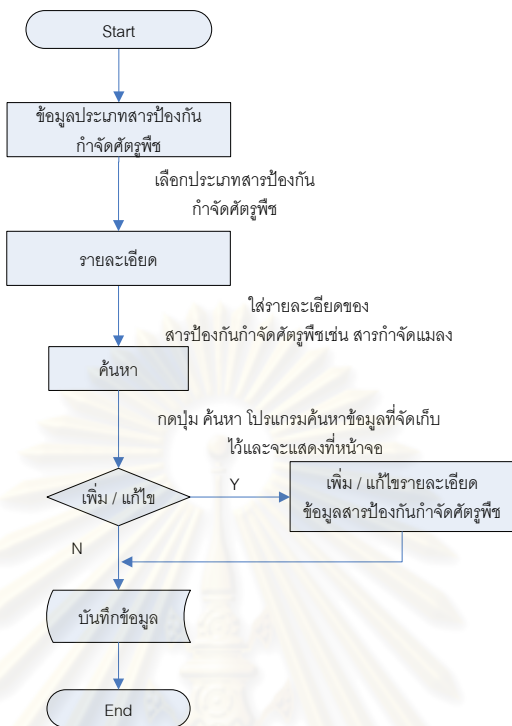 Start
ข้อมูลประเภทสารป้องกัน
กำจัดศัตรูพืช
เลือกประเภทสารป้องกัน
กำจัดศัตรูพืช
รายละเอียด
ใส่รายละเอียดของ
สารป้องกันกำจัดศัตรูพืชเช่น สารกำจัดแมลง
ค้นหา
กดปุ่ม ค้นหา โปรแกรมค้นหาข้อมูลที่จัดเก็บ
ไว้และจะแสดงที่หน้าจอ
เพิ่ม / แก้ไข
Y
เพิ่ม / แก้ไขรายละเอียด
ข้อมูลสารป้องกันกำจัดศัตรูพืช
N
บันทึกข้อมูล
End